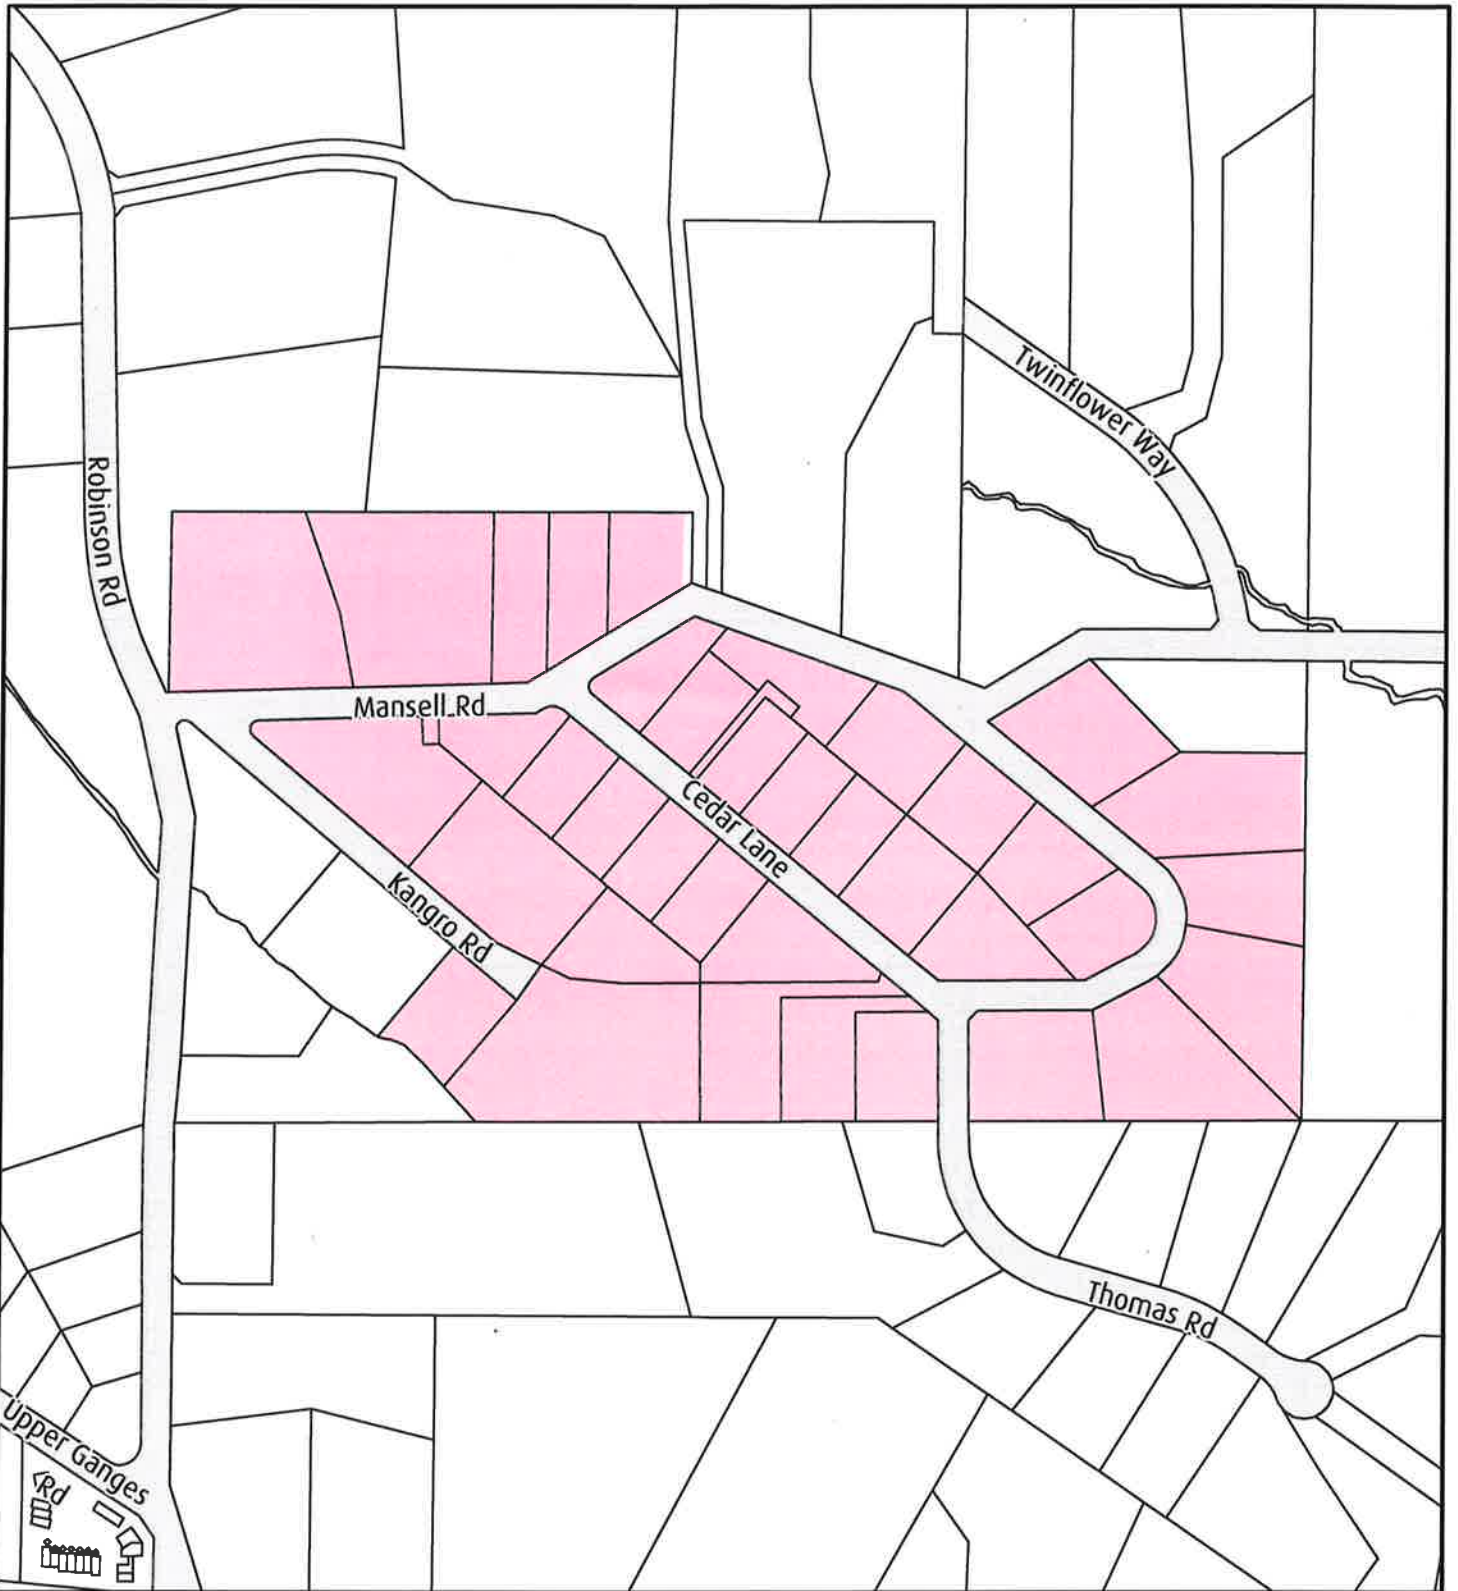 Twinflower Way
Robinson Rd
Mansell Rd
Cedar Lane
Kangro Rd
Thomas Rd
Upper Ganges
Rd